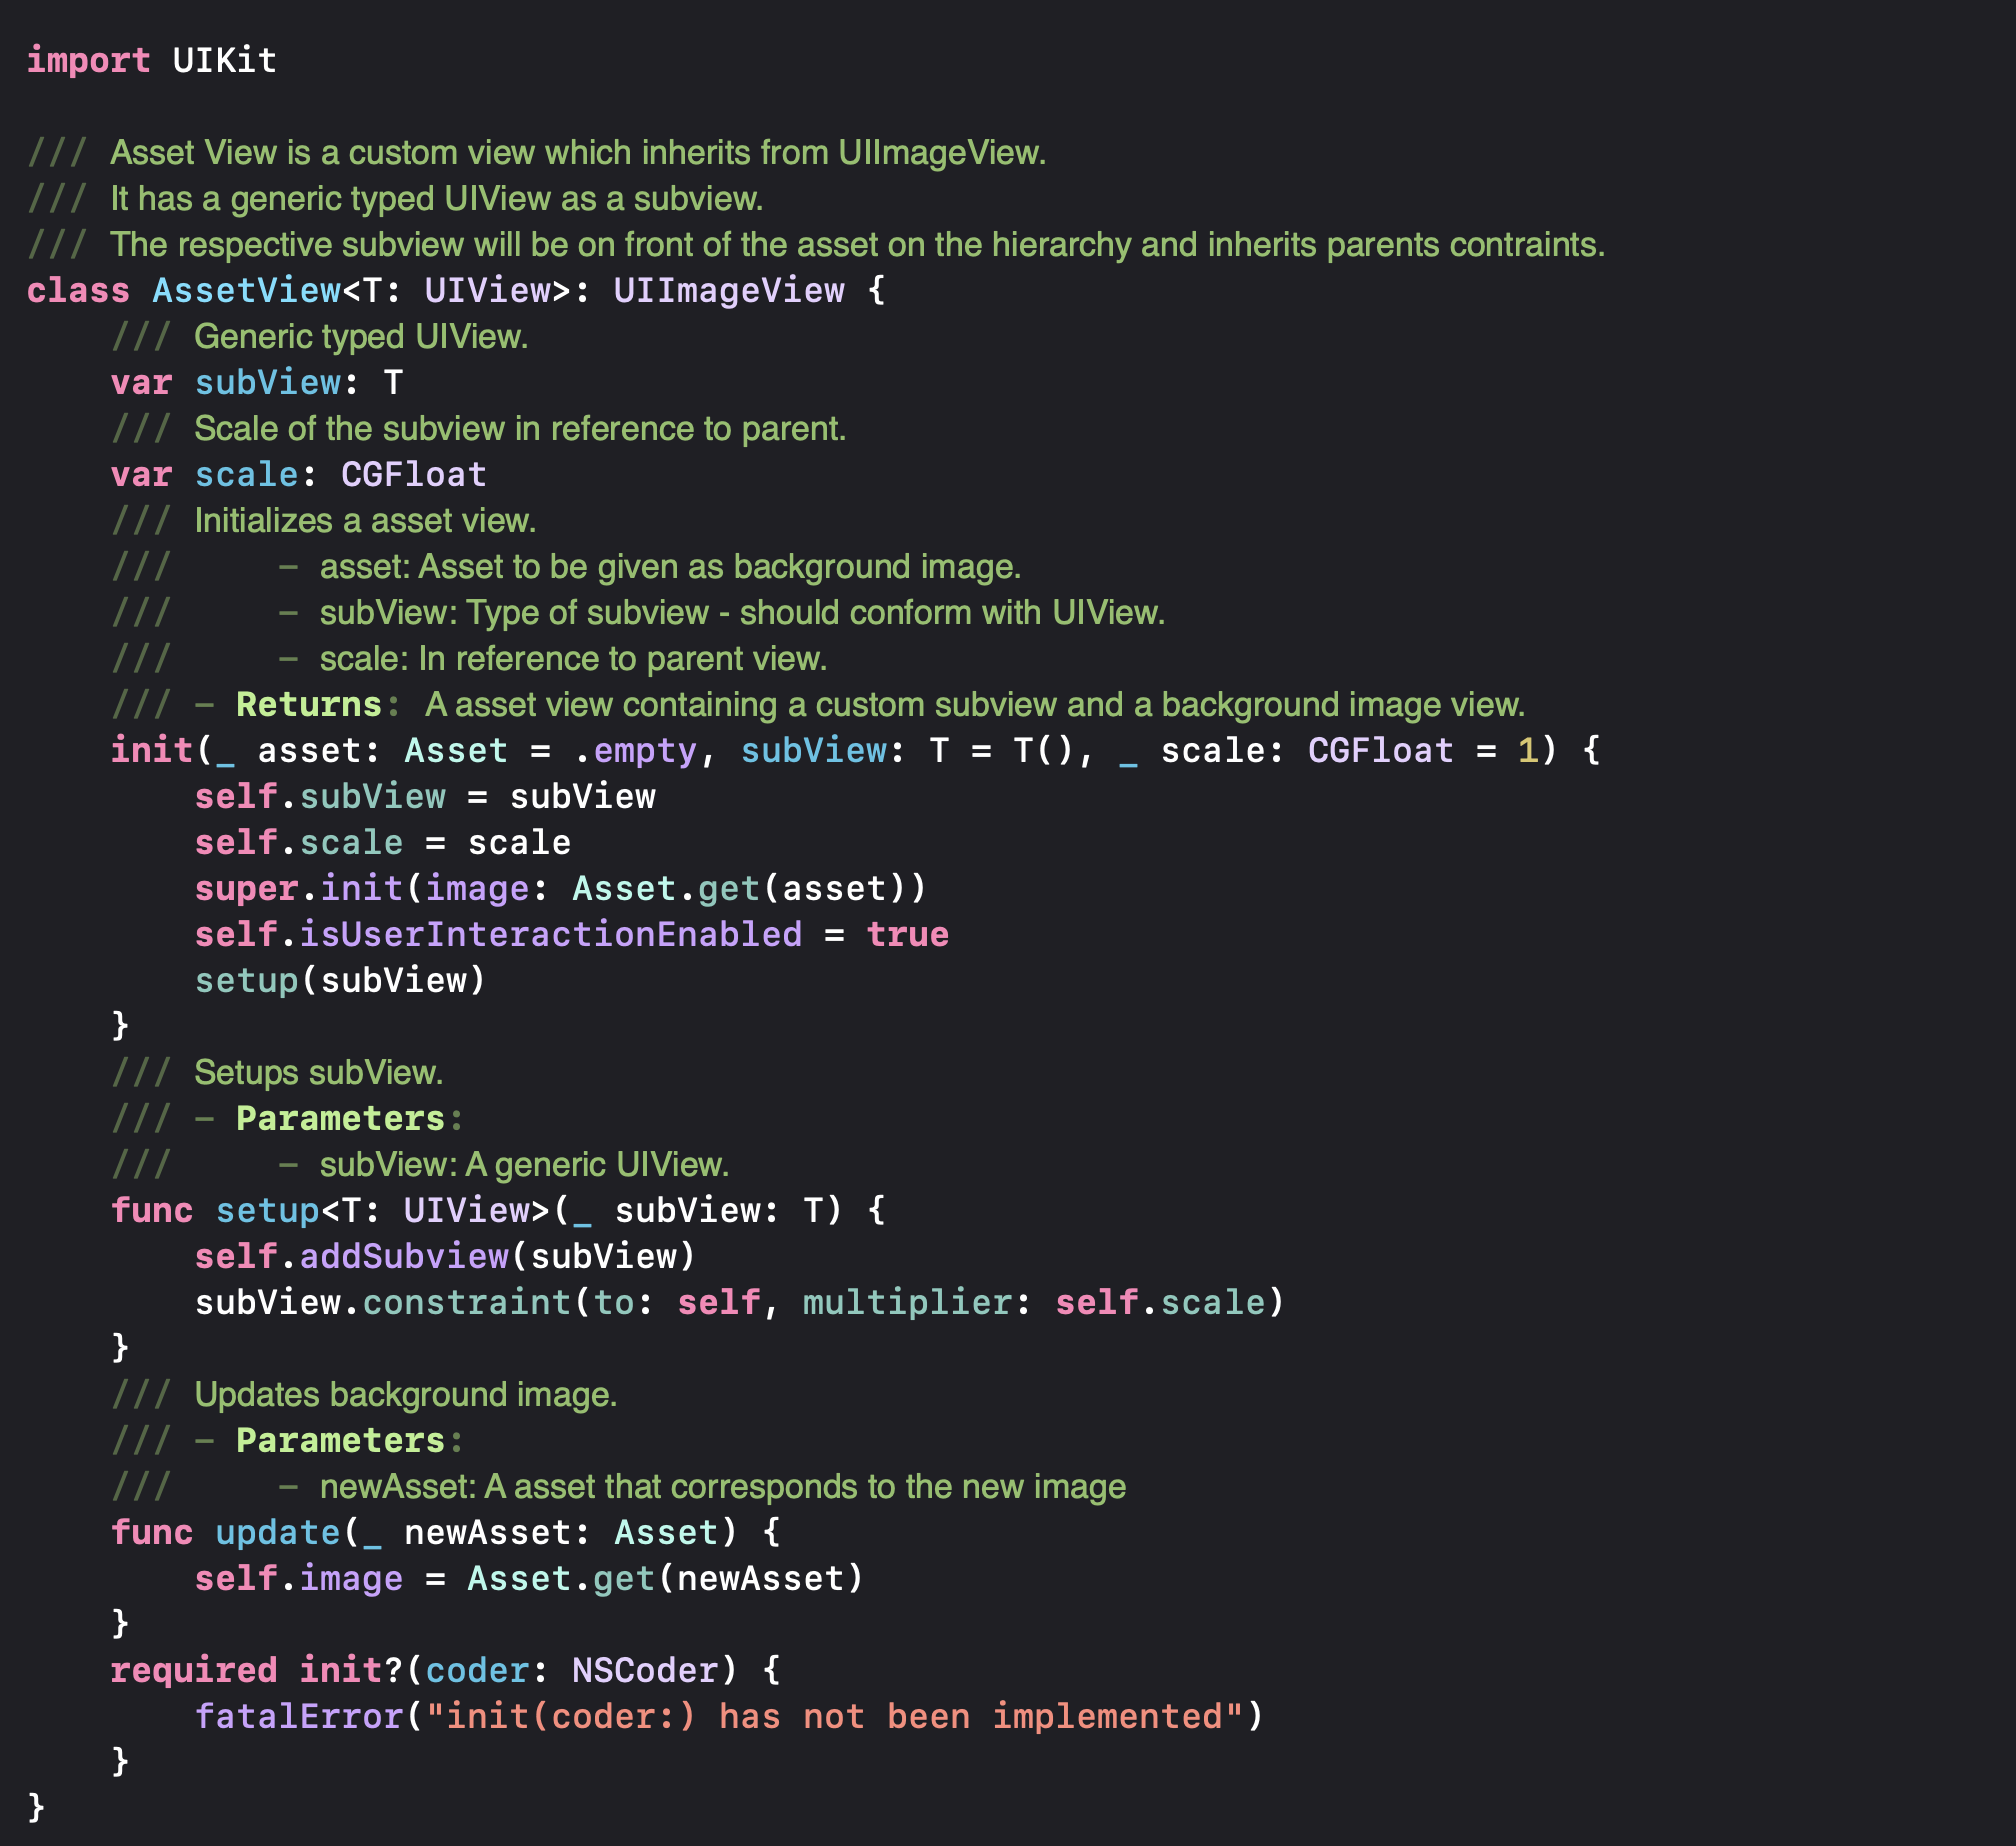 import UIKit
/// Asset View is a custom view which inherits from UIImageView.
/// It has a generic typed UIView as a subview.
/// The respective subview will be on front of the asset on the hierarchy and inherits parents contraints.
class AssetView<T: UIView>: UIImageView {
    /// Generic typed UIView.
    var subView: T
    /// Scale of the subview in reference to parent.
    var scale: CGFloat
    /// Initializes a asset view.
    ///     - asset: Asset to be given as background image.
    ///     - subView: Type of subview - should conform with UIView.
    ///     - scale: In reference to parent view.
    /// - Returns: A asset view containing a custom subview and a background image view.
    init(_ asset: Asset = .empty, subView: T = T(), _ scale: CGFloat = 1) {
        self.subView = subView
        self.scale = scale
        super.init(image: Asset.get(asset))
        self.isUserInteractionEnabled = true
        setup(subView)
    }
    /// Setups subView.
    /// - Parameters:
    ///     - subView: A generic UIView.
    func setup<T: UIView>(_ subView: T) {
        self.addSubview(subView)
        subView.constraint(to: self, multiplier: self.scale)
    }
    /// Updates background image.
    /// - Parameters:
    ///     - newAsset: A asset that corresponds to the new image
    func update(_ newAsset: Asset) {
        self.image = Asset.get(newAsset)
    }
    required init?(coder: NSCoder) {
        fatalError("init(coder:) has not been implemented")
    }
}